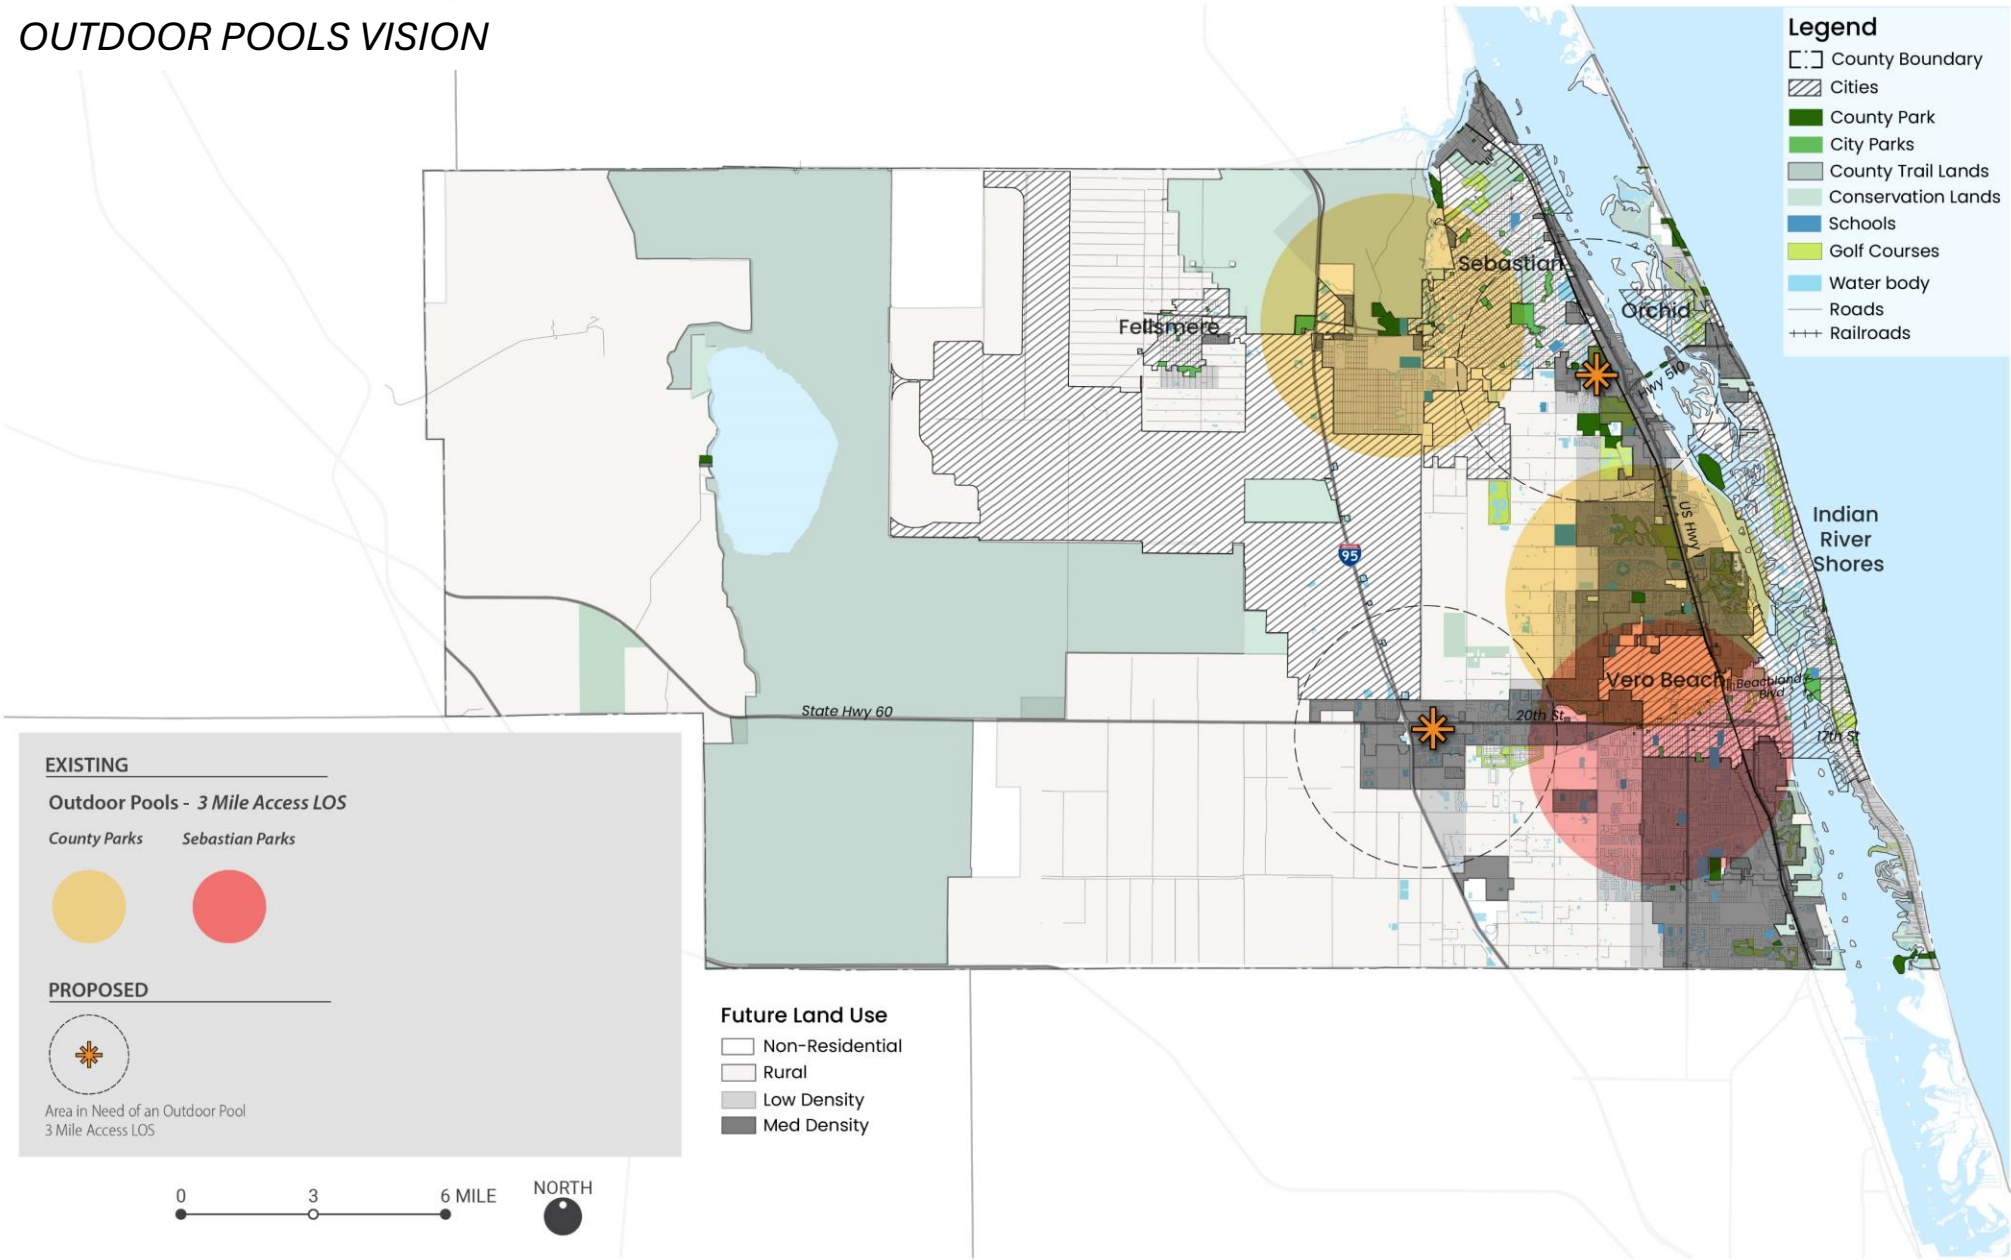 OUTDOOR POOLS VISION
Legend
County Boundary
Cities
County Park
City Parks
County Trail Lands
Conservation Lands
Schools
Golf Courses
Water body
Roads
Railroads
Sebastian
Orchid
Fellsmere
Hwy 510
US Hwy 1
95
Indian
River
Shores
Vero Beach
Beachland
Blvd
State Hwy 60
20th St
17th St
EXISTING
Outdoor Pools - 3 Mile Access LOS
County Parks Sebastian Parks
PROPOSED
Area in Need of an Outdoor Pool
3 Mile Access LOS
Future Land Use
Non-Residential
Rural
Low Density
Med Density
0 3 6 MILE
NORTH